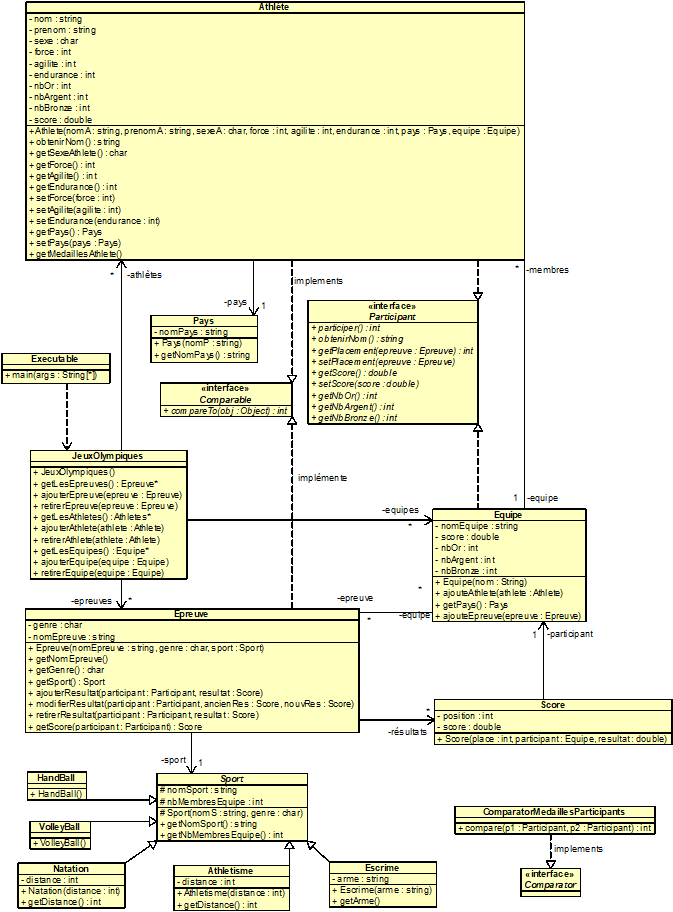 Athlète
- nom : string
- prenom : string
- sexe : char
- force : int
- agilite : int
- endurance : int
- nbOr : int
- nbArgent : int
- nbBronze : int
- score : double
+ Athlete(nomA : string, prenomA : string, sexeA : char, force : int, agilite : int, endurance : int, pays : Pays, equipe : Equipe)
+ obtenirNom() : string
+ getSexeAthlete() : char
+ getForce() : int
+ getAgilite() : int
+ getEndurance() : int
+ setForce(force : int)
+ setAgilite(agilite : int)
+ setEndurance(endurance : int)
+ getPays() : Pays
+ setPays(pays : Pays)
+ getMedaillesAthlete()
* -athlètes
implements
* -membres
-pays 1
Pays
- nomPays : string
+ Pays(nomP : string)
+ getNomPays() : string
«interface»
Participant
+ participer() : int
+ obtenirNom() : string
+ getPlacement(epreuve : Epreuve) : int
+ setPlacement(epreuve : Epreuve)
+ getScore() : double
+ setScore(score : double)
+ getNbOr() : int
+ getNbArgent() : int
+ getNbBronze() : int
Executable
+ main(args : String[*])
«interface»
Comparable
+ compareTo(obj : Object) : int
JeuxOlympiques
+ JeuxOlympiques()
+ getLesEpreuves() : Epreuve*
+ ajouterEpreuve(epreuve : Epreuve)
+ retirerEpreuve(epreuve : Epreuve)
+ getLesAthletes() : Athletes*
+ ajouterAthlete(athlete : Athlete)
+ retirerAthlete(athlete : Athlete)
+ getLesEquipes() : Equipe*
+ ajouterEquipe(equipe : Equipe)
+ retirerEquipe(equipe : Equipe)
implémente
1 -equipe
-equipes
*
Equipe
- nomEquipe : string
- score : double
- nbOr : int
- nbArgent : int
- nbBronze : int
+ Equipe(nom : String)
+ ajouteAthlete(athlete : Athlete)
+ getPays() : Pays
+ ajouteEpreuve(epreuve : Epreuve)
-epreuves *
-epreuve
*
*
-equipe
Epreuve
- genre : char
- nomEpreuve : string
+ Epreuve(nomEpreuve : string, genre : char, sport : Sport)
+ getNomEpreuve()
+ getGenre() : char
+ getSport() : Sport
+ ajouterResultat(participant : Participant, resultat : Score)
+ modifierResultat(participant : Participant, ancienRes : Score, nouvRes : Score)
+ retirerResultat(participant : Participant, resultat : Score)
+ getScore(participant : Participant) : Score
1 -participant
*
-résultats
Score
- position : int
- score : double
+ Score(place : int, participant : Equipe, resultat : double)
-sport 1
HandBall
+ HandBall()
VolleyBall
+ VolleyBall()
Sport
# nomSport : string
# nbMembresEquipe : int
# Sport(nomS : string, genre : char)
+ getNomSport() : string
+ getNbMembresEquipe() : int
Natation
- distance : int
+ Natation(distance : int)
+ getDistance() : int
Athletisme
- distance : int
+ Athletisme(distance : int)
+ getDistance() : int
Escrime
- arme : string
+ Escrime(arme : string)
+ getArme()
ComparatorMedaillesParticipants
+ compare(p1 : Participant, p2 : Participant) : int
implements
«interface»
Comparator